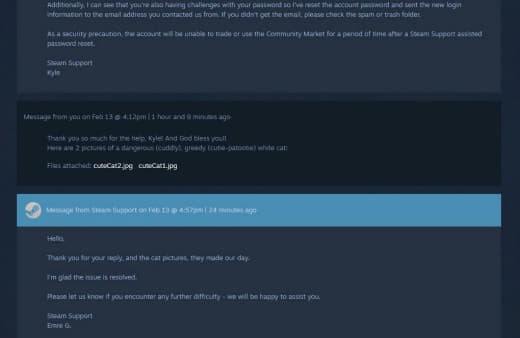 Additionally, I can see that you're also having challenges with your password so I've reset the account password and sent the new login
information to the email address you contacted us from. If you didn't get the email, please check the spam or trash folder.
As a security precaution, the account will be unable to trade or use the Community Market for a period of time after a Steam Support assisted
password reset.
Steam Support
Kyle
Message from you on Feb 13 @ 4:12pm | 1 hour and 9 minutes ago
Thank you so much for the help, Kyle! And God bless you!!
Here are 2 pictures of a dangerous (cuddly), greedy (cutie-patootie) white cat:
Files attached: cuteCat2.jpg cuteCat1.jpg
Message from Steam Support on Feb 13 @ 4:57pm | 24 minutes ago
Hello,
Thank you for your reply, and the cat pictures, they made our day.
I'm glad the issue is resolved.
Please let us know if you encounter any further difficulty - we will be happy to assist you.
Steam Support
Emre G.